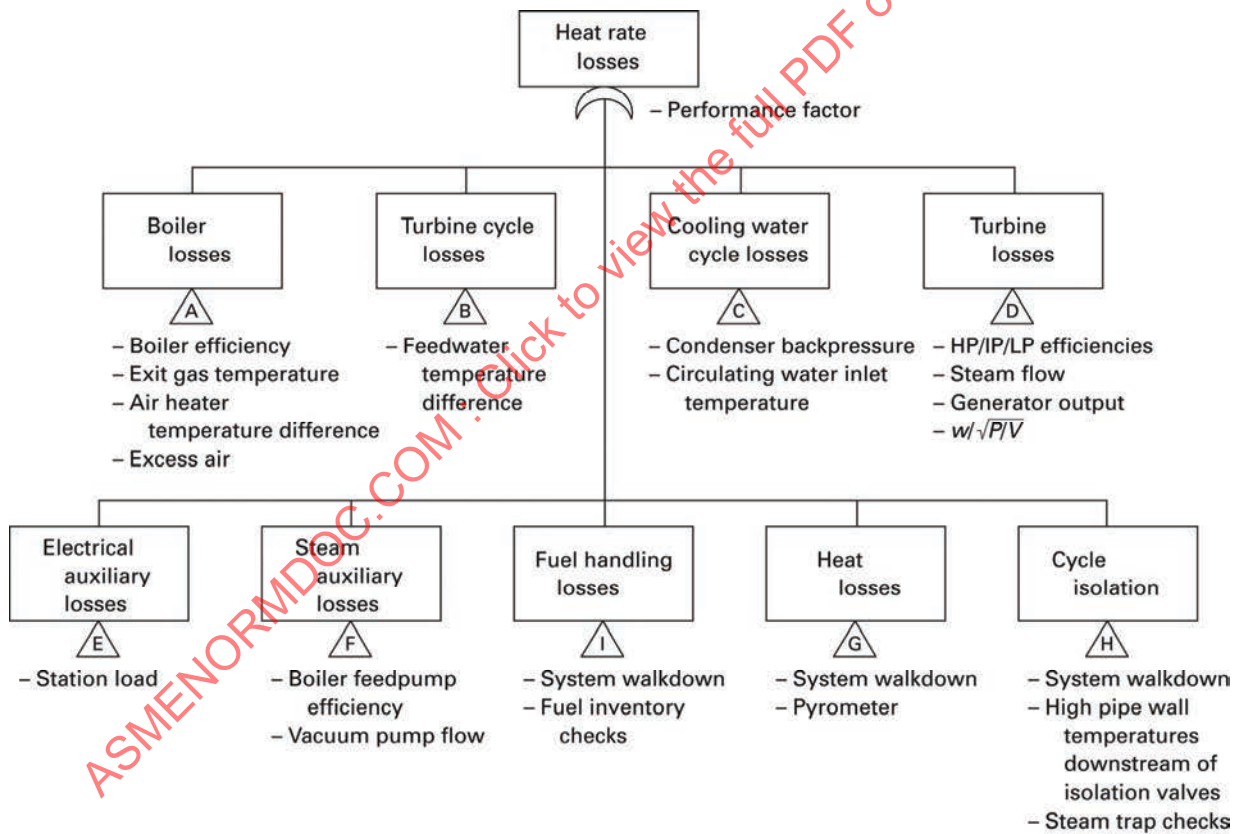 Heat rate
losses
– Performance factor
Boiler
losses
A
– Boiler efficiency
– Exit gas temperature
– Air heater
temperature difference
– Excess air
Turbine cycle
losses
B
– Feedwater
temperature
difference
Cooling water
cycle losses
C
– Condenser backpressure
– Circulating water inlet
temperature
Turbine
losses
D
– HP/IP/LP efficiencies
– Steam flow
– Generator output
– w/√P/V
Electrical
auxiliary
losses
E
– Station load
Steam
auxiliary
losses
F
– Boiler feedpump
efficiency
– Vacuum pump flow
Fuel handling
losses
I
– System walkdown
– Fuel inventory
checks
Heat
losses
G
– System walkdown
– Pyrometer
Cycle
isolation
H
– System walkdown
– High pipe wall
temperatures
downstream of
isolation valves
– Steam trap checks
ASMENORMDOC.COM : Click to view the full PDF o